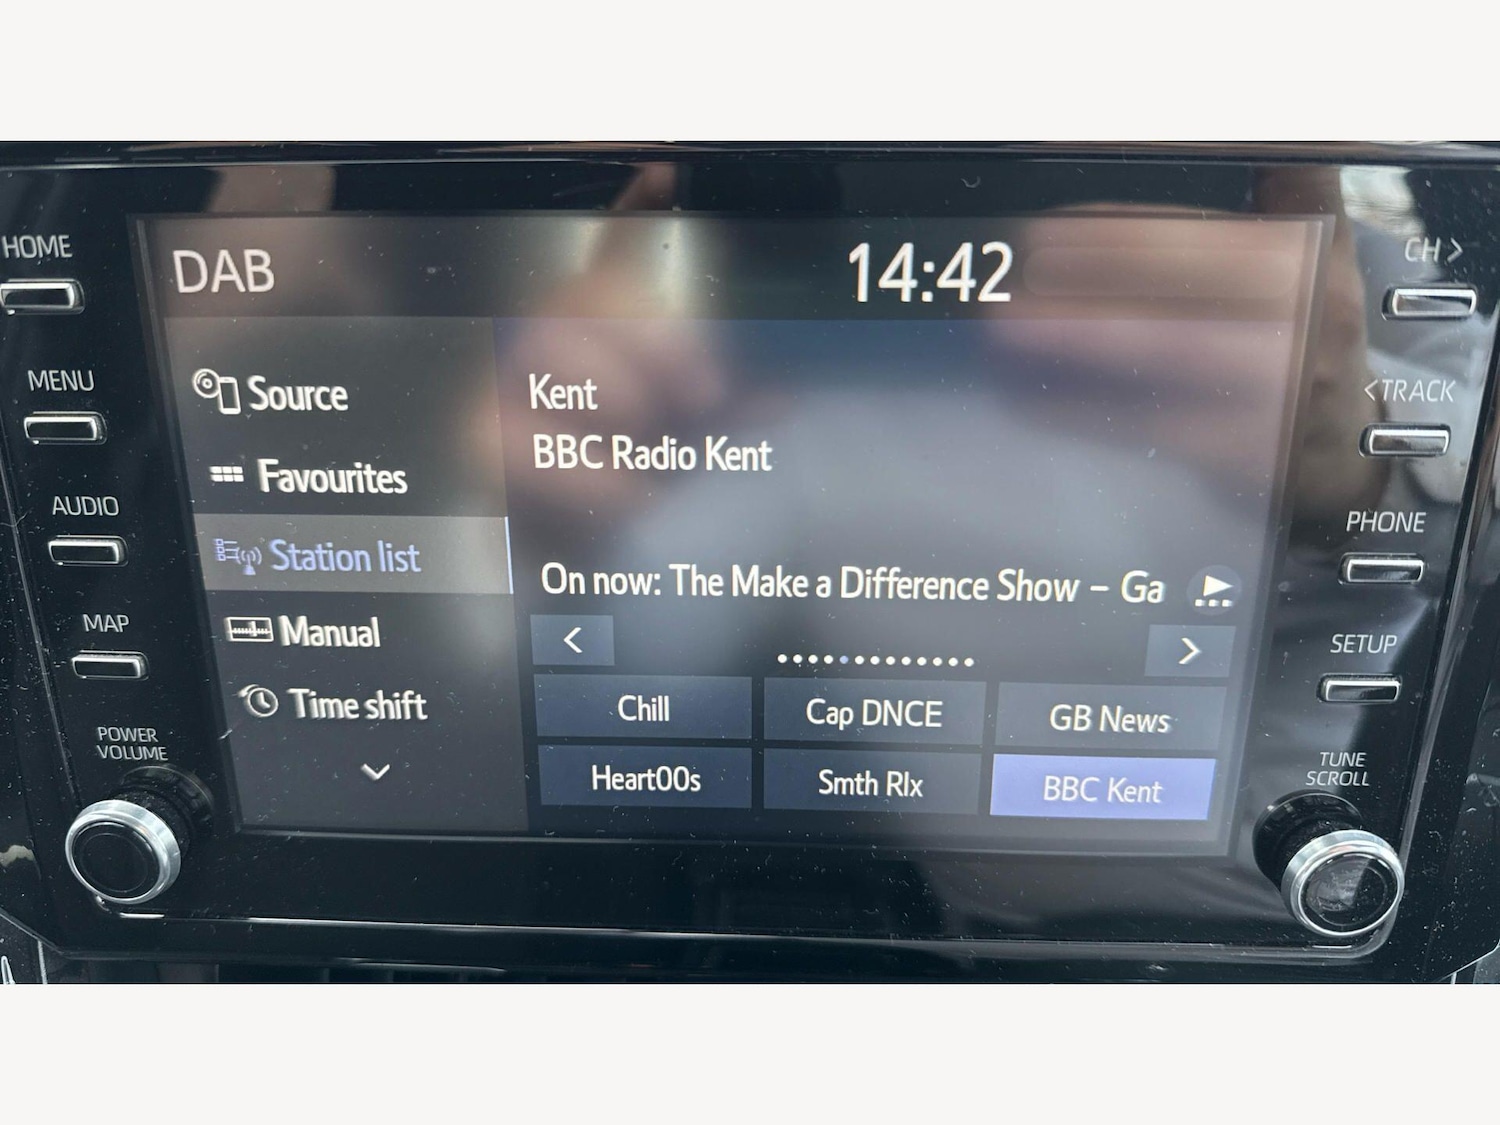 HOME
MENU
AUDIO
MAP
POWER
VOLUME
DAB
14:42
Source
Favourites
Station list
Manual
Time shift
Kent
BBC Radio Kent
On now: The Make a Difference Show – Ga
Chill
Cap DNCE
GB News
Heart00s
Smth Rlx
BBC Kent
CH >
< TRACK
PHONE
SETUP
TUNE
SCROLL